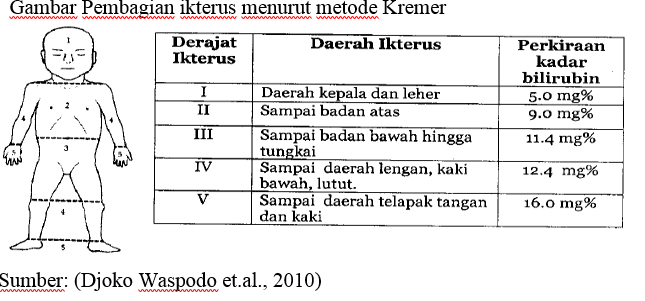 Gambar Pembagian ikterus menurut metode Kremer
1
2
3
4
4
5
5
4
5
Derajat Ikterus
Daerah Ikterus
Perkiraan kadar bilirubin
I
Daerah kepala dan leher
5.0 mg%
II
Sampai badan atas
9.0 mg%
III
Sampai badan bawah hingga tungkai
11.4 mg%
IV
Sampai daerah lengan, kaki bawah, lutut.
12.4 mg%
V
Sampai daerah telapak tangan dan kaki
16.0 mg%
Sumber: (Djoko Waspodo et.al., 2010)